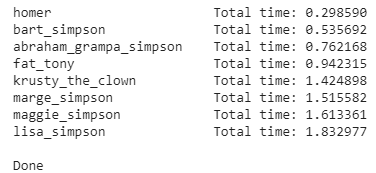 homer Total time: 0.298590
bart_simpson Total time: 0.535692
abraham_grampa_simpson Total time: 0.762168
fat_tony Total time: 0.942315
krusty_the_clown Total time: 1.424898
marge_simpson Total time: 1.515582
maggie_simpson Total time: 1.613361
lisa_simpson Total time: 1.832977
Done